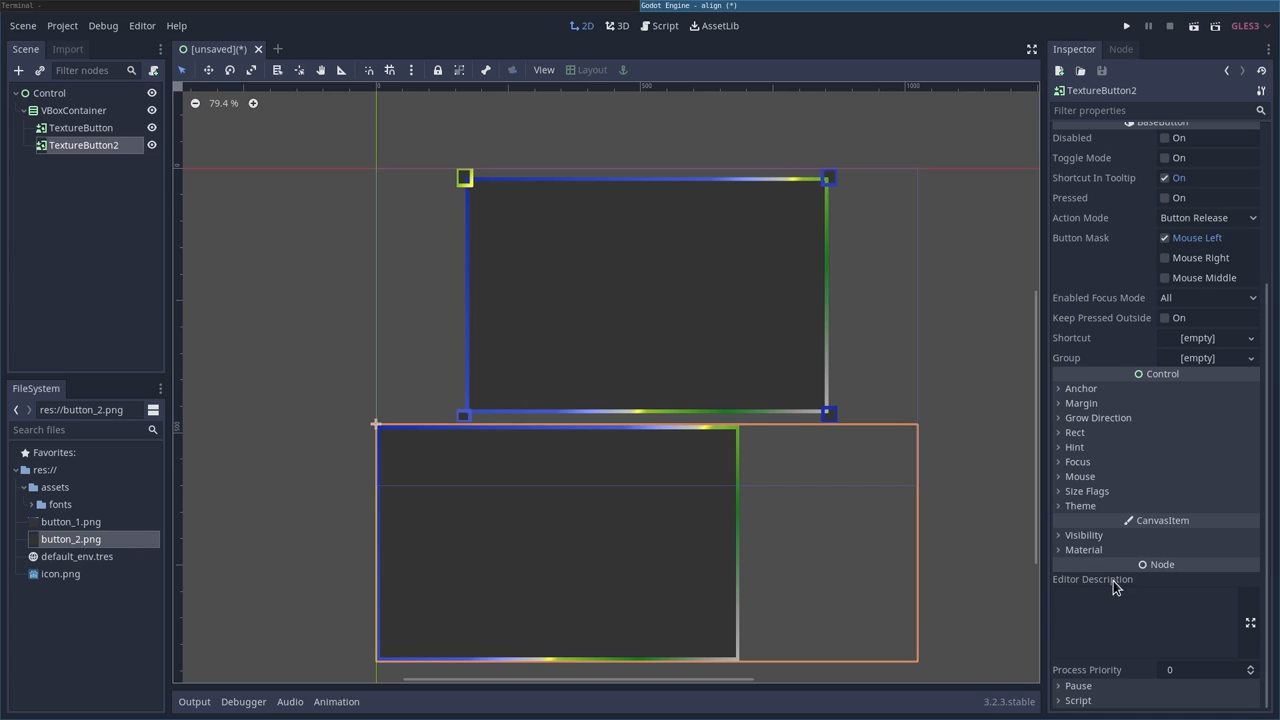 Terminal -
Godot Engine - align (*)
Scene Project Debug Editor Help
2D 3D Script AssetLib
GLES3
Scene Import
[unsaved](*)
Inspector Node
Filter nodes
View Layout
Control
VBoxContainer
TextureButton
TextureButton2
0 500 1000
79.4 %
TextureButton2
Filter properties
BaseButton
Disabled On
Toggle Mode On
Shortcut In Tooltip On
Pressed On
Action Mode Button Release
Button Mask Mouse Left
Mouse Right
Mouse Middle
Enabled Focus Mode All
Keep Pressed Outside On
Shortcut [empty]
Group [empty]
Control
Anchor
Margin
Grow Direction
Rect
Hint
Focus
Mouse
Size Flags
Theme
CanvasItem
Visibility
Material
Node
Editor Description
Process Priority 0
Pause
Script
FileSystem
res://button_2.png
Search files
Favorites:
res://
assets
fonts
button_1.png
button_2.png
default_env.tres
icon.png
Output Debugger Audio Animation
3.2.3.stable